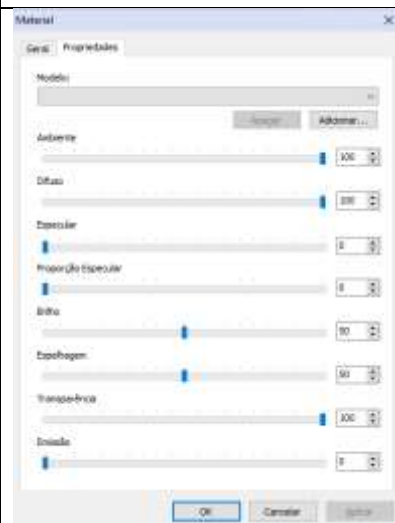 Material
Geral Propriedades
Modelo:
Apagar Adicionar...
Ambiente
100
Difuso
100
Especular
0
Proporção Especular
0
Brilho
50
Espelhagem
50
Transparência
100
Emissão
0
OK Cancelar Aplicar